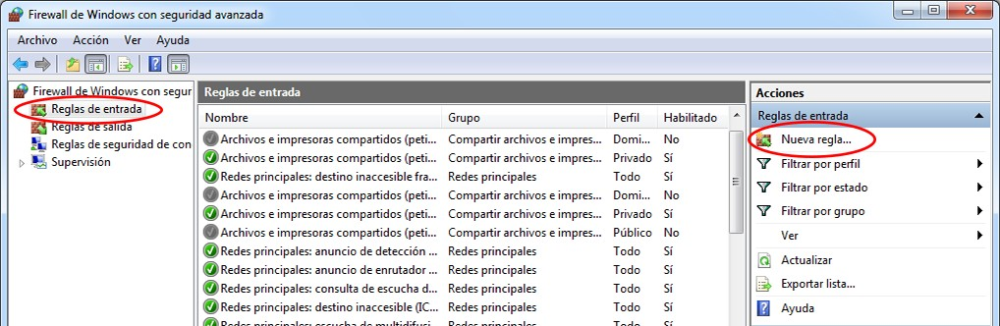 Firewall de Windows con seguridad avanzada
Archivo Acción Ver Ayuda
Firewall de Windows con segur
Reglas de entrada
Reglas de salida
Reglas de seguridad de con
Supervisión
Reglas de entrada
Nombre Grupo Perfil Habilitado
Archivos e impresoras compartidos (peti... Compartir archivos e impres... Domi... No
Archivos e impresoras compartidos (peti... Compartir archivos e impres... Privado Sí
Redes principales: destino inaccesible fra... Redes principales Todo Sí
Archivos e impresoras compartidos (peti... Compartir archivos e impres... Domi... No
Archivos e impresoras compartidos (peti... Compartir archivos e impres... Privado Sí
Archivos e impresoras compartidos (peti... Compartir archivos e impres... Público No
Redes principales: anuncio de detección ... Redes principales Todo Sí
Redes principales: anuncio de enrutador ... Redes principales Todo Sí
Redes principales: consulta de escucha d... Redes principales Todo Sí
Redes principales: destino inaccesible (IC... Redes principales Todo Sí
Redes principales: escucha de multidifusi... Redes principales Todo Sí
Acciones
Reglas de entrada
Nueva regla...
Filtrar por perfil
Filtrar por estado
Filtrar por grupo
Ver
Actualizar
Exportar lista...
Ayuda